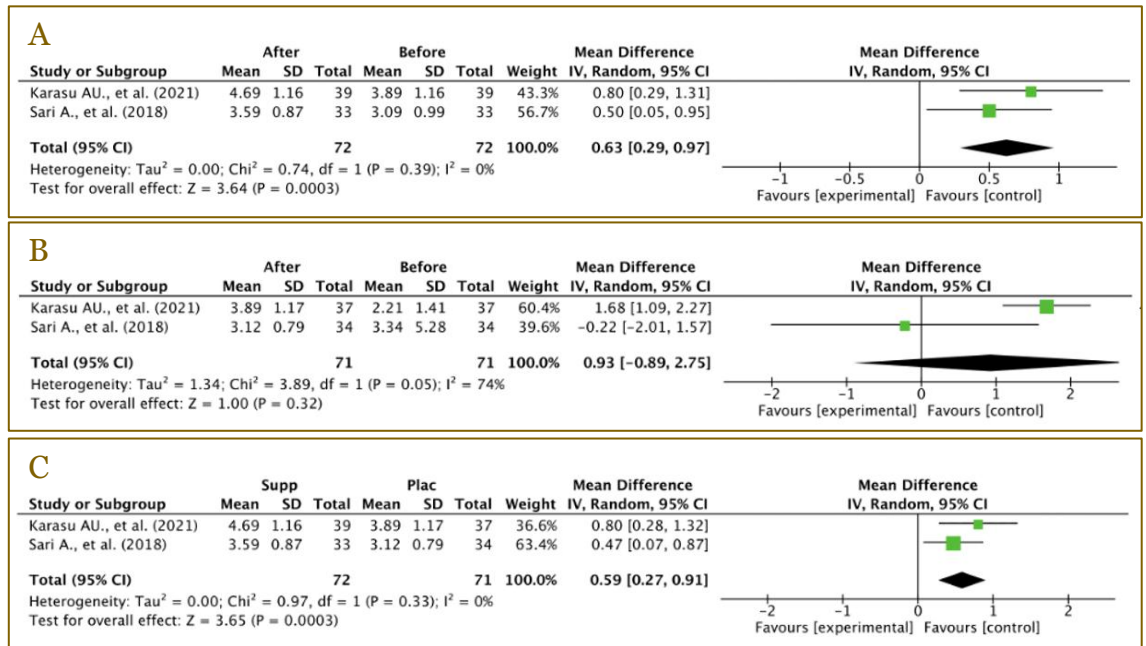 A
After Before Mean Difference Mean Difference
Study or Subgroup Mean SD Total Mean SD Total Weight IV, Random, 95% CI IV, Random, 95% CI
Karasu AU., et al. (2021) 4.69 1.16 39 3.89 1.16 39 43.3% 0.80 [0.29, 1.31]
Sari A., et al. (2018) 3.59 0.87 33 3.09 0.99 33 56.7% 0.50 [0.05, 0.95]
Total (95% CI) 72 72 100.0% 0.63 [0.29, 0.97]
Heterogeneity: Tau² = 0.00; Chi² = 0.74, df = 1 (P = 0.39); I² = 0%
Test for overall effect: Z = 3.64 (P = 0.0003)
-1 -0.5 0 0.5 1
Favours [experimental] Favours [control]
B
After Before Mean Difference Mean Difference
Study or Subgroup Mean SD Total Mean SD Total Weight IV, Random, 95% CI IV, Random, 95% CI
Karasu AU., et al. (2021) 3.89 1.17 37 2.21 1.41 37 60.4% 1.68 [1.09, 2.27]
Sari A., et al. (2018) 3.12 0.79 34 3.34 5.28 34 39.6% -0.22 [-2.01, 1.57]
Total (95% CI) 71 71 100.0% 0.93 [-0.89, 2.75]
Heterogeneity: Tau² = 1.34; Chi² = 3.89, df = 1 (P = 0.05); I² = 74%
Test for overall effect: Z = 1.00 (P = 0.32)
-2 -1 0 1 2
Favours [experimental] Favours [control]
C
Supp Plac Mean Difference Mean Difference
Study or Subgroup Mean SD Total Mean SD Total Weight IV, Random, 95% CI IV, Random, 95% CI
Karasu AU., et al. (2021) 4.69 1.16 39 3.89 1.17 37 36.6% 0.80 [0.28, 1.32]
Sari A., et al. (2018) 3.59 0.87 33 3.12 0.79 34 63.4% 0.47 [0.07, 0.87]
Total (95% CI) 72 71 100.0% 0.59 [0.27, 0.91]
Heterogeneity: Tau² = 0.00; Chi² = 0.97, df = 1 (P = 0.33); I² = 0%
Test for overall effect: Z = 3.65 (P = 0.0003)
-2 -1 0 1 2
Favours [experimental] Favours [control]